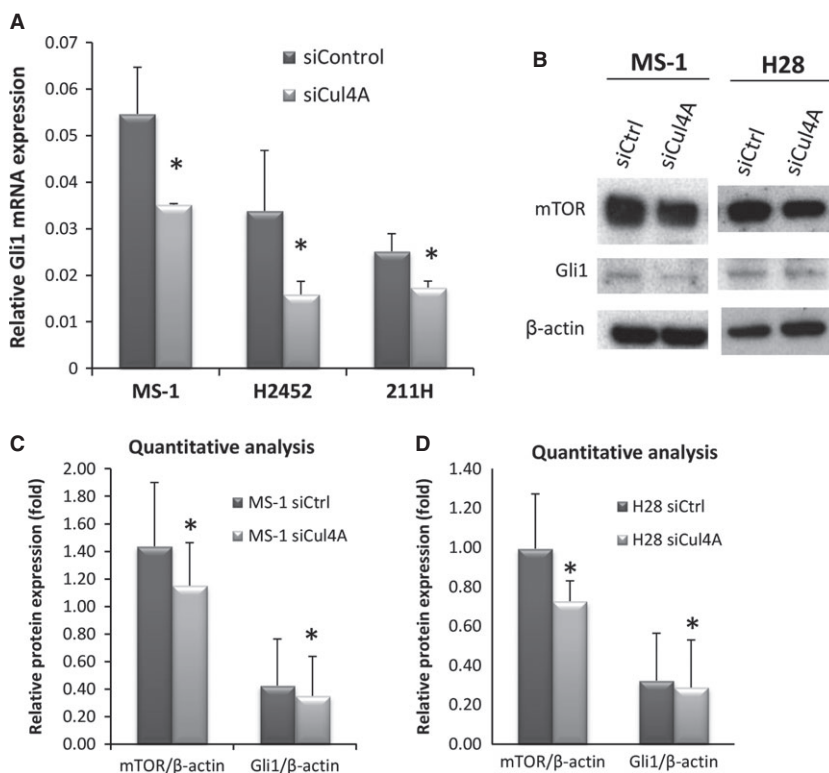 A
Relative Gli1 mRNA expression
0.07
0.06
0.05
0.04
0.03
0.02
0.01
0
siControl
siCul4A
*
*
*
MS-1
H2452
211H
B
MS-1
H28
siCtrl
siCul4A
siCtrl
siCul4A
mTOR
Gli1
β-actin
C
Quantitative analysis
Relative protein expression (fold)
2.00
1.80
1.60
1.40
1.20
1.00
0.80
0.60
0.40
0.20
0.00
MS-1 siCtrl
MS-1 siCul4A
*
*
mTOR/β-actin
Gli1/β-actin
D
Quantitative analysis
Relative protein expression (fold)
1.40
1.20
1.00
0.80
0.60
0.40
0.20
0.00
H28 siCtrl
H28 siCul4A
*
*
mTOR/β-actin
Gli1/β-actin